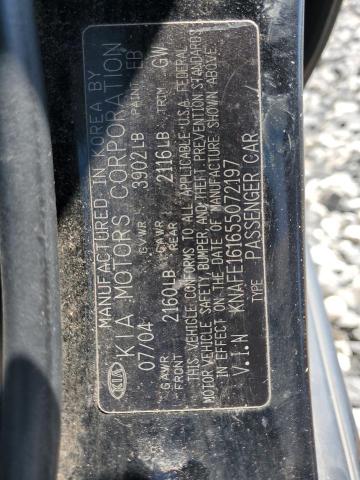 MANUFACTURED IN KOREA BY
KIA KIA MOTORS CORPORATION
07/04 GVWR 3902LB PAINT EB
GAWR FRONT 2160LB GAWR REAR 2116LB TRIM GW
THIS VEHICLE CONFORMS TO ALL APPLICABLE U.S.A. FEDERAL
MOTOR VEHICLE SAFETY, BUMPER, AND THEFT PREVENTION STANDARDS
IN EFFECT ON THE DATE OF MANUFACTURE SHOWN ABOVE.
V.I.N KNAFE161655072197
TYPE PASSENGER CAR